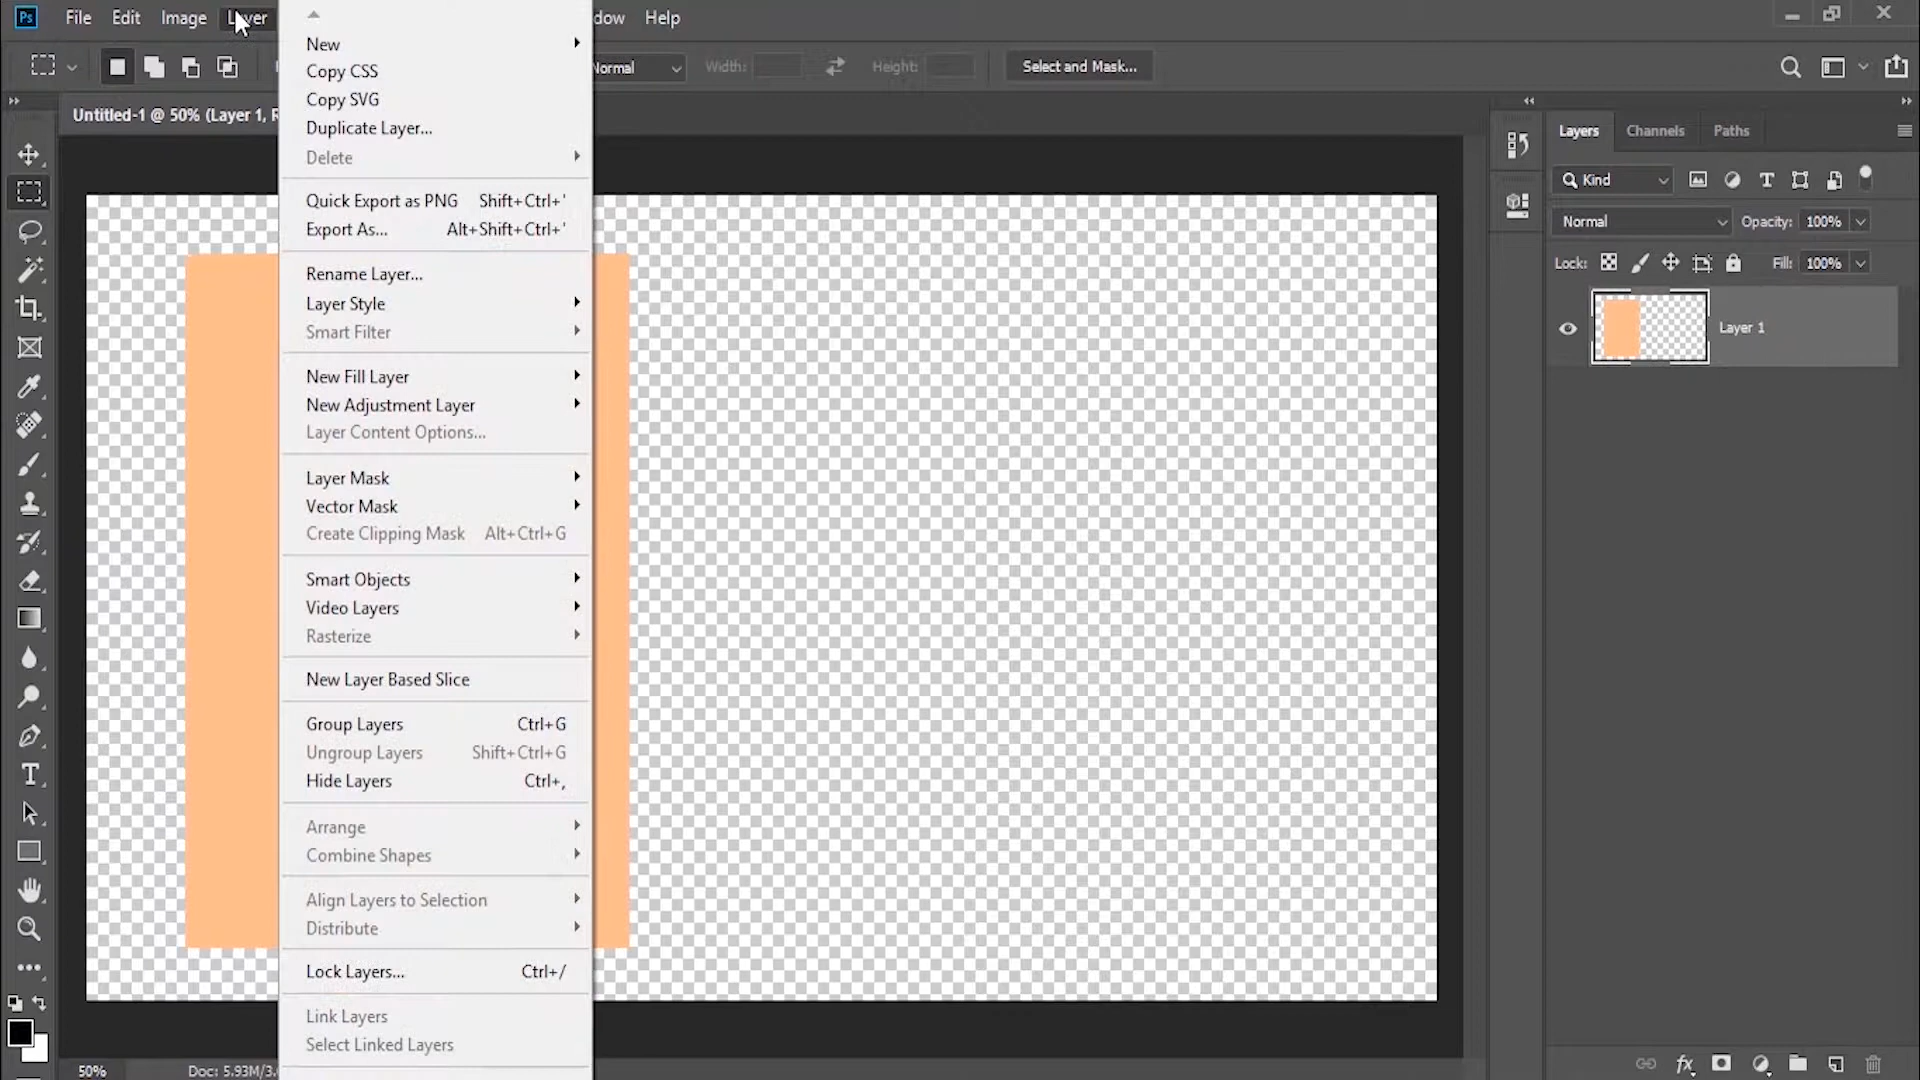 Ps File Edit Image Layer dow Help
Normal Width: Height: Select and Mask...
Untitled-1 @ 50% (Layer 1, R
New
Copy CSS
Copy SVG
Duplicate Layer...
Delete
Quick Export as PNG Shift+Ctrl+'
Export As... Alt+Shift+Ctrl+'
Rename Layer...
Layer Style
Smart Filter
New Fill Layer
New Adjustment Layer
Layer Content Options...
Layer Mask
Vector Mask
Create Clipping Mask Alt+Ctrl+G
Smart Objects
Video Layers
Rasterize
New Layer Based Slice
Group Layers Ctrl+G
Ungroup Layers Shift+Ctrl+G
Hide Layers Ctrl+,
Arrange
Combine Shapes
Align Layers to Selection
Distribute
Lock Layers... Ctrl+/
Link Layers
Select Linked Layers
Layers Channels Paths
Kind
Normal Opacity: 100%
Lock: Fill: 100%
Layer 1
fx
50% Doc: 5.93M/3.